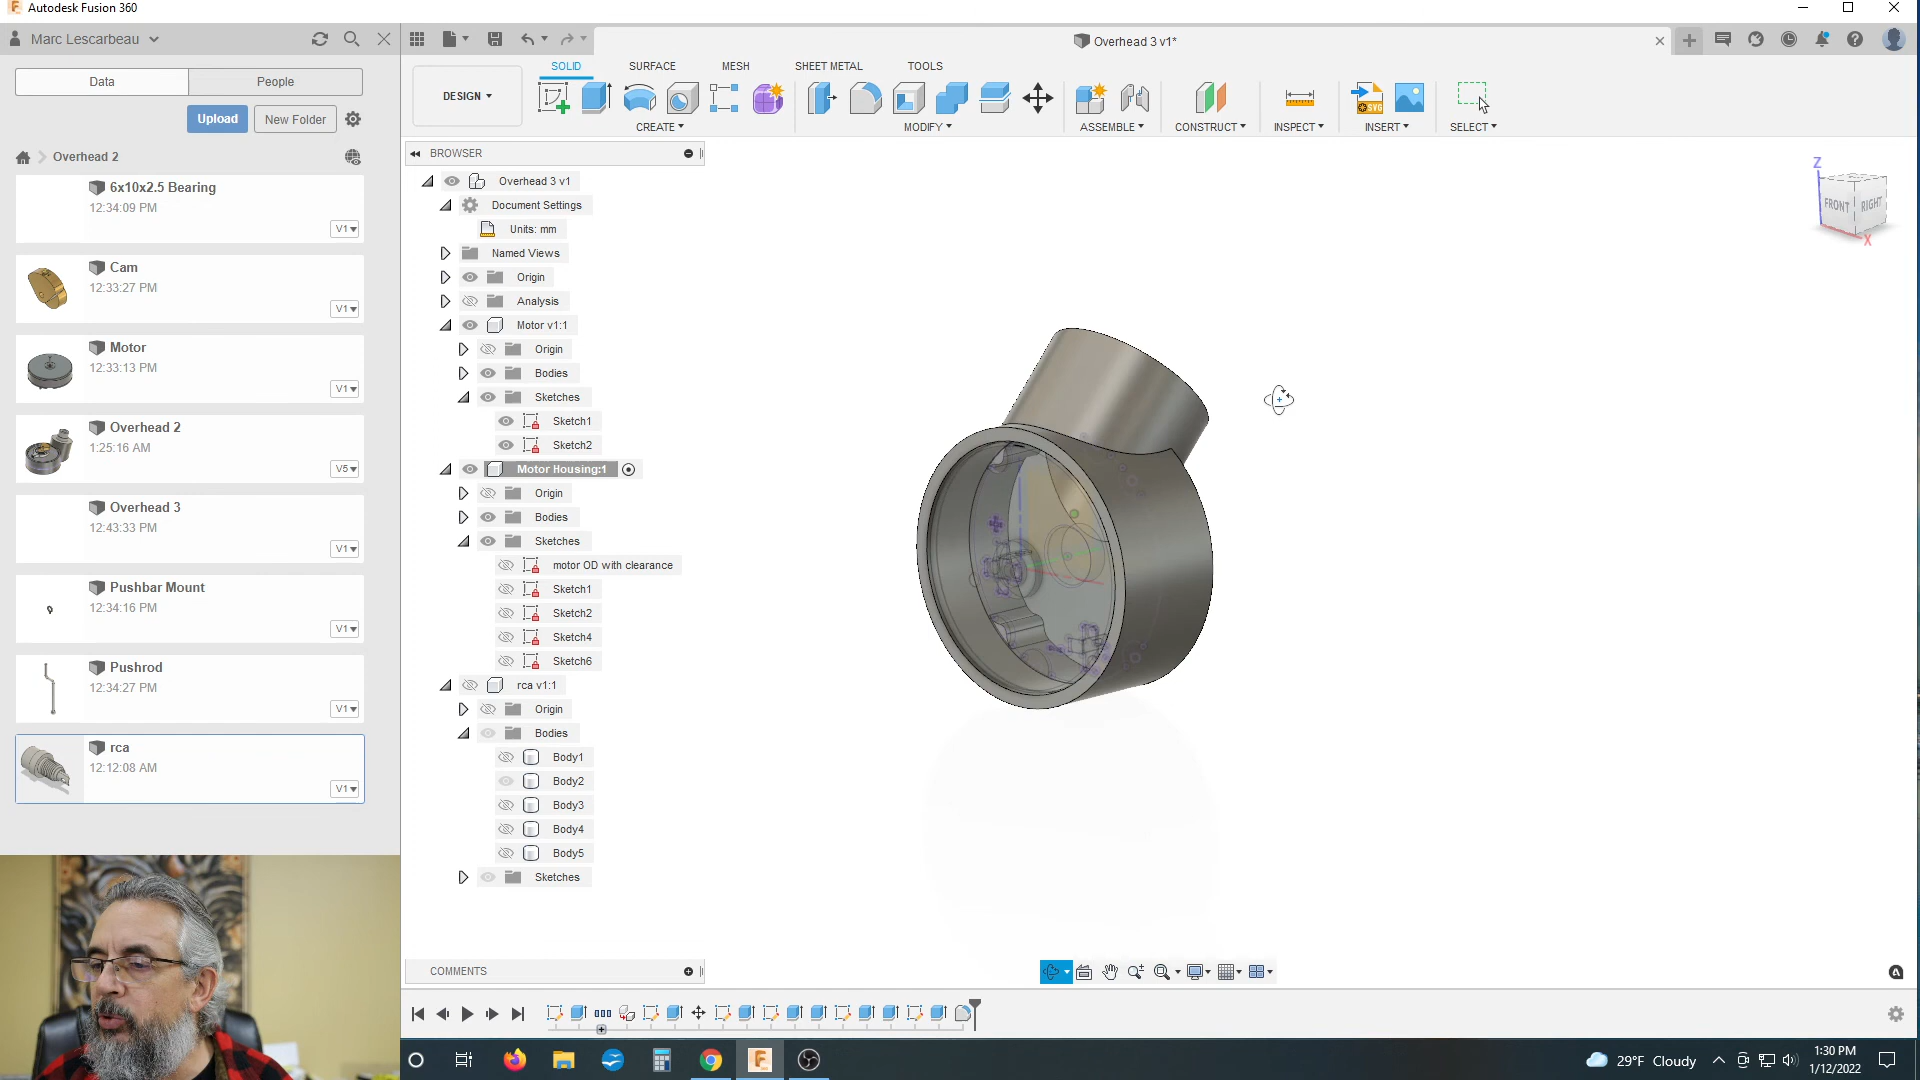 Autodesk Fusion 360
Marc Lescarbeau
Overhead 3 v1*
Data
People
Upload
New Folder
Overhead 2
6x10x2.5 Bearing
12:34:09 PM
V1
Cam
12:33:27 PM
V1
Motor
12:33:13 PM
V1
Overhead 2
1:25:16 AM
V5
Overhead 3
12:43:33 PM
V1
Pushbar Mount
12:34:16 PM
V1
Pushrod
12:34:27 PM
V1
rca
12:12:08 AM
V1
DESIGN
SOLID
SURFACE
MESH
SHEET METAL
TOOLS
CREATE
MODIFY
ASSEMBLE
CONSTRUCT
INSPECT
INSERT
SELECT
SVG
BROWSER
Overhead 3 v1
Document Settings
Units: mm
Named Views
Origin
Analysis
Motor v1:1
Origin
Bodies
Sketches
Sketch1
Sketch2
Motor Housing:1
Origin
Bodies
Sketches
motor OD with clearance
Sketch1
Sketch2
Sketch4
Sketch6
rca v1:1
Origin
Bodies
Body1
Body2
Body3
Body4
Body5
Sketches
Z
FRONT
RIGHT
X
COMMENTS
29°F Cloudy
1:30 PM
1/12/2022